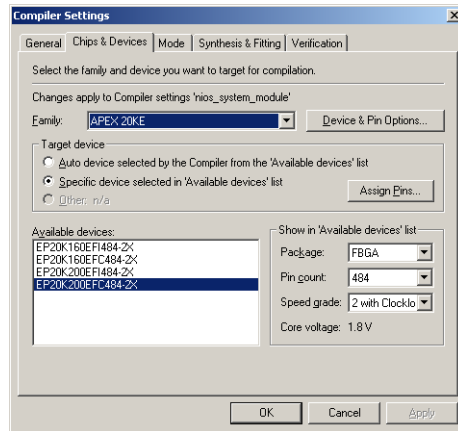 Compiler Settings
General Chips & Devices Mode Synthesis & Fitting Verification
Select the family and device you want to target for compilation.
Changes apply to Compiler settings 'nios_system_module'
Family: APEX 20KE Device & Pin Options...
Target device
Auto device selected by the Compiler from the 'Available devices' list
Specific device selected in 'Available devices' list
Other: n/a
Assign Pins...
Available devices:
EP20K160EFI484-2X
EP20K160EFC484-2X
EP20K200EFI484-2X
EP20K200EFC484-2X
Show in 'Available devices' list
Package: FBGA
Pin count: 484
Speed grade: 2 with Clocklo
Core voltage: 1.8 V
OK Cancel Apply